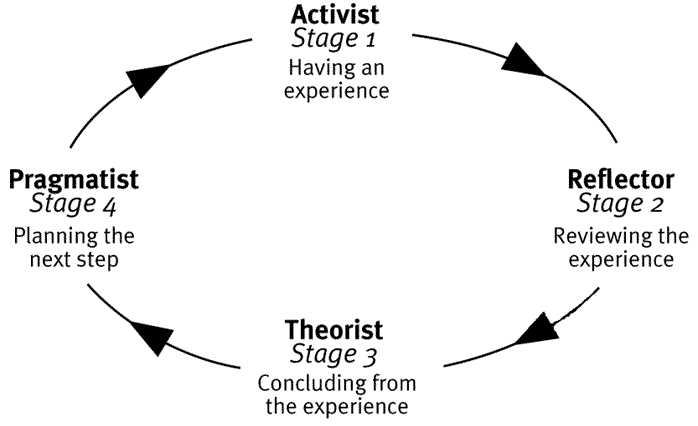 Activist
Stage 1
Having an
experience
Reflector
Stage 2
Reviewing the
experience
Theorist
Stage 3
Concluding from
the experience
Pragmatist
Stage 4
Planning the
next step